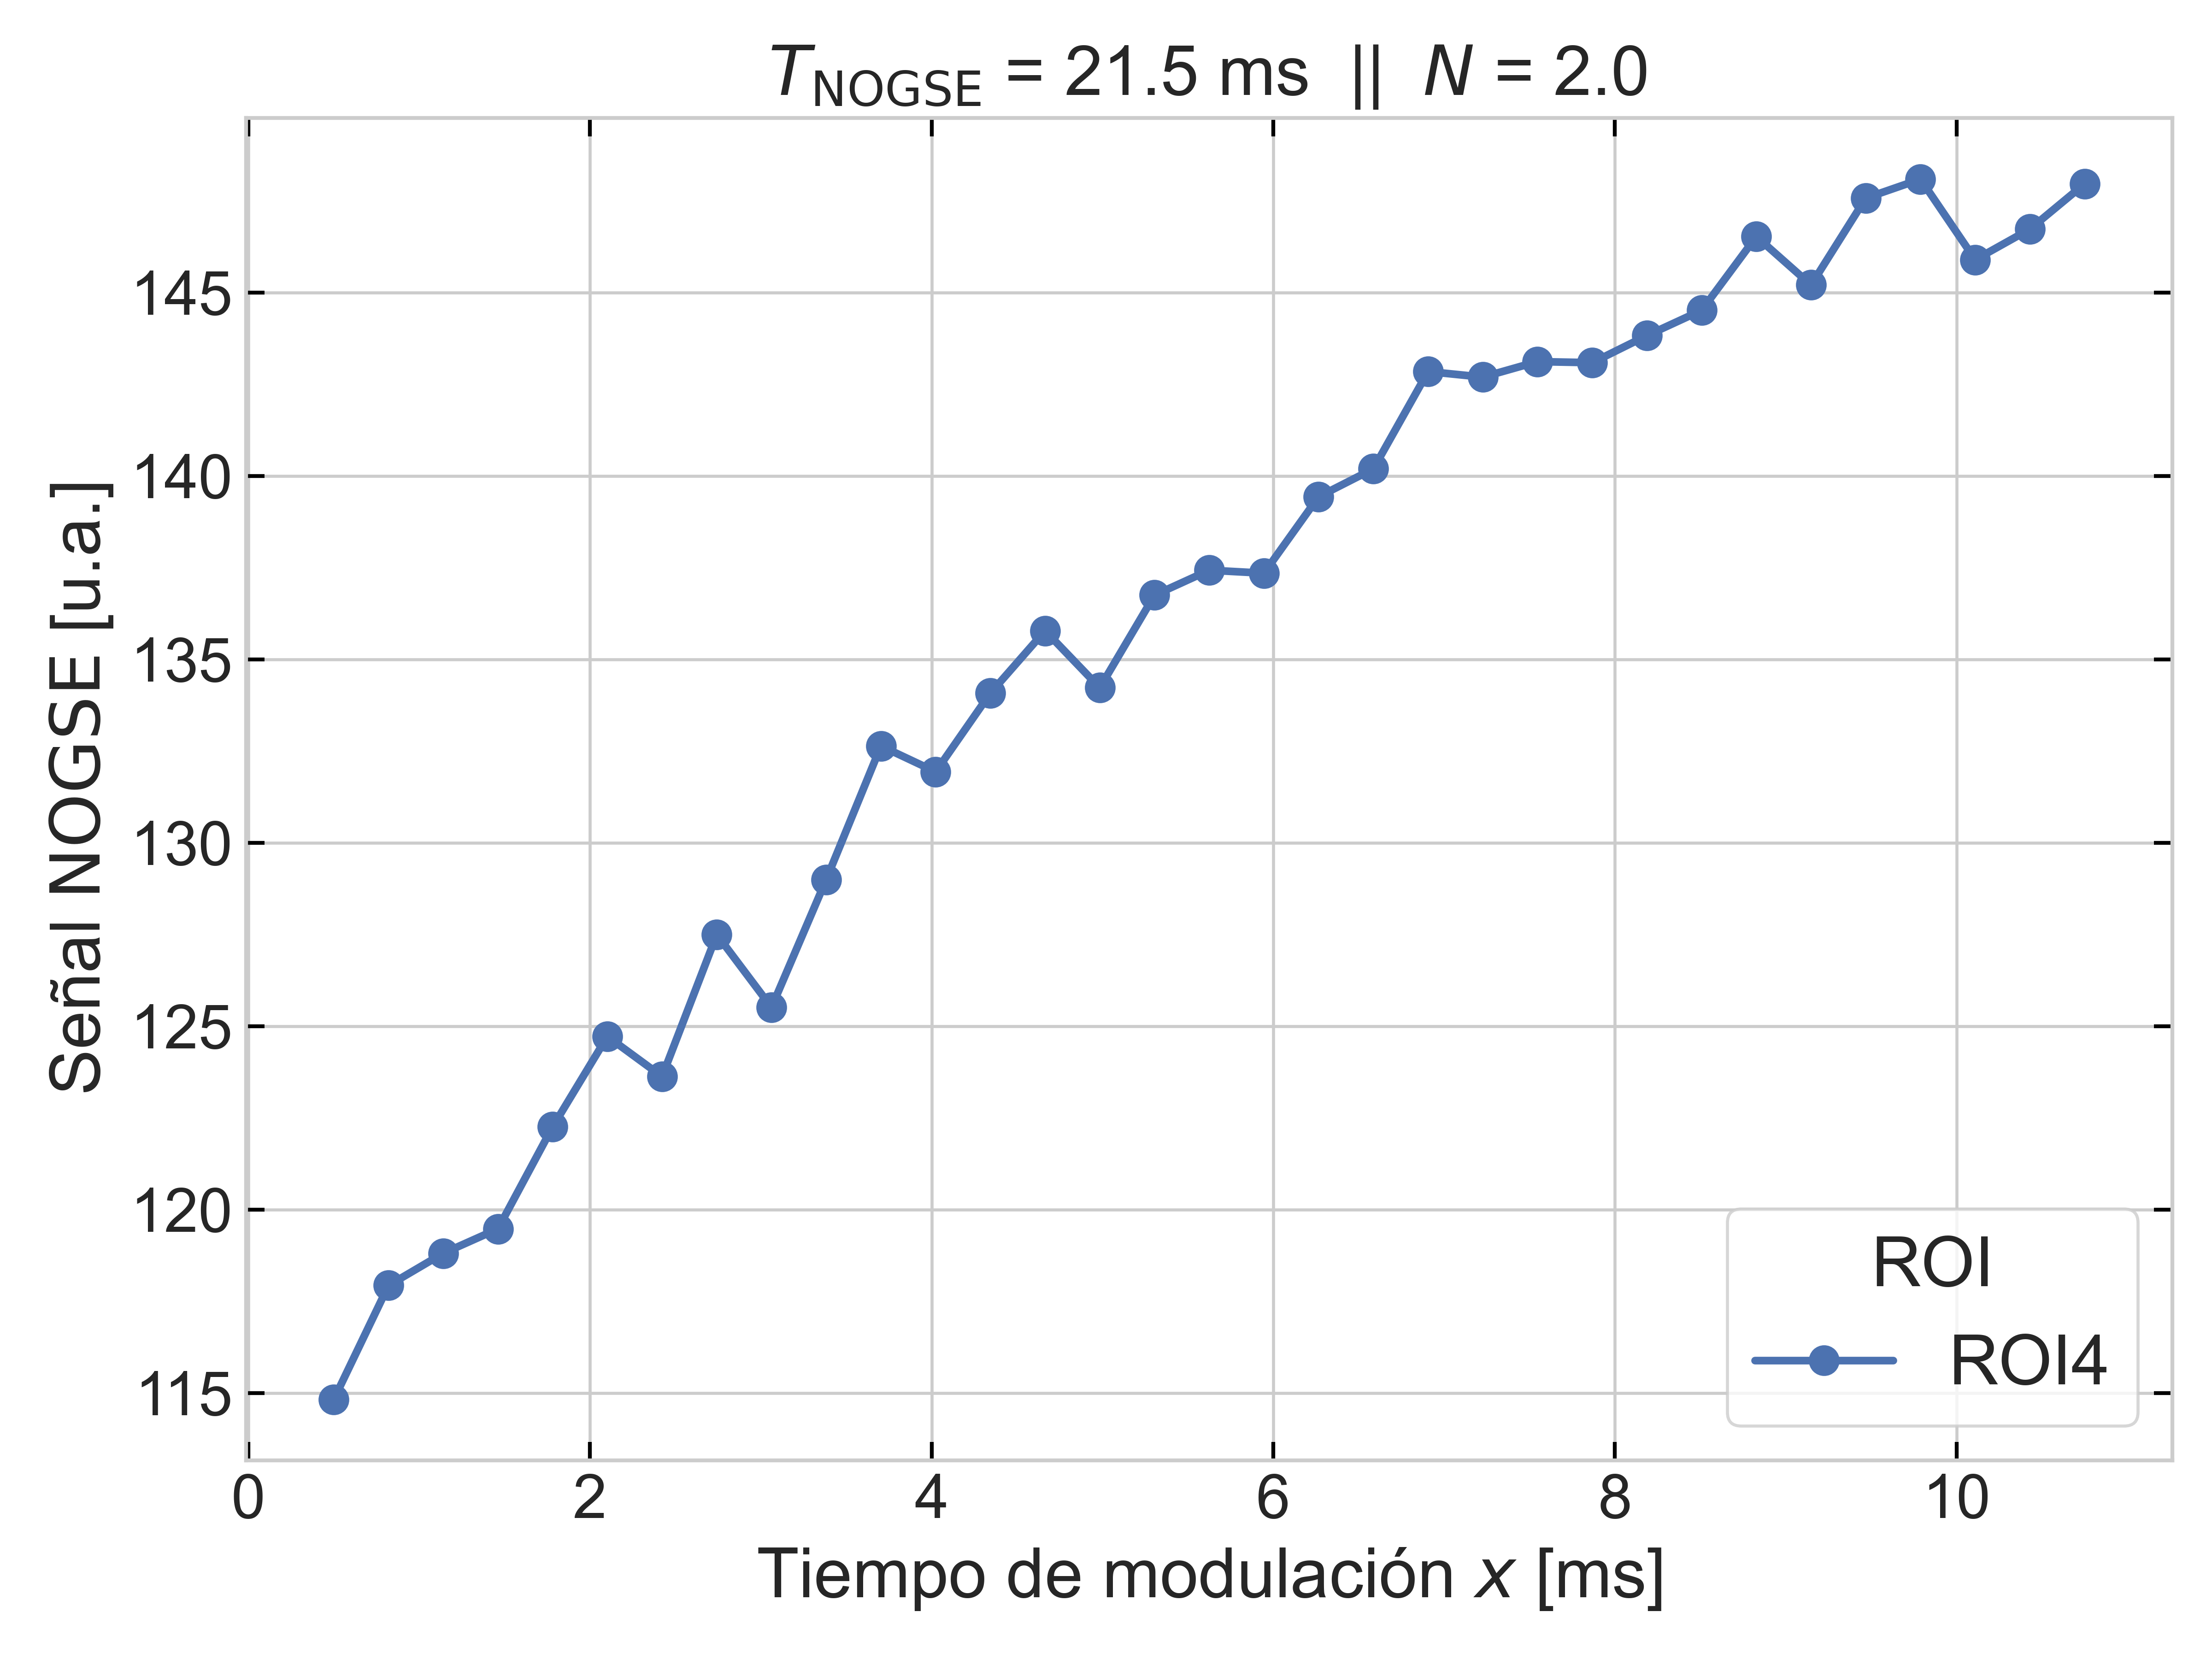 T_NOGSE = 21.5 ms || N = 2.0
Señal NOGSE [u.a.]
145
140
135
130
125
120
115
0 2 4 6 8 10
Tiempo de modulación x [ms]
ROI
ROI4